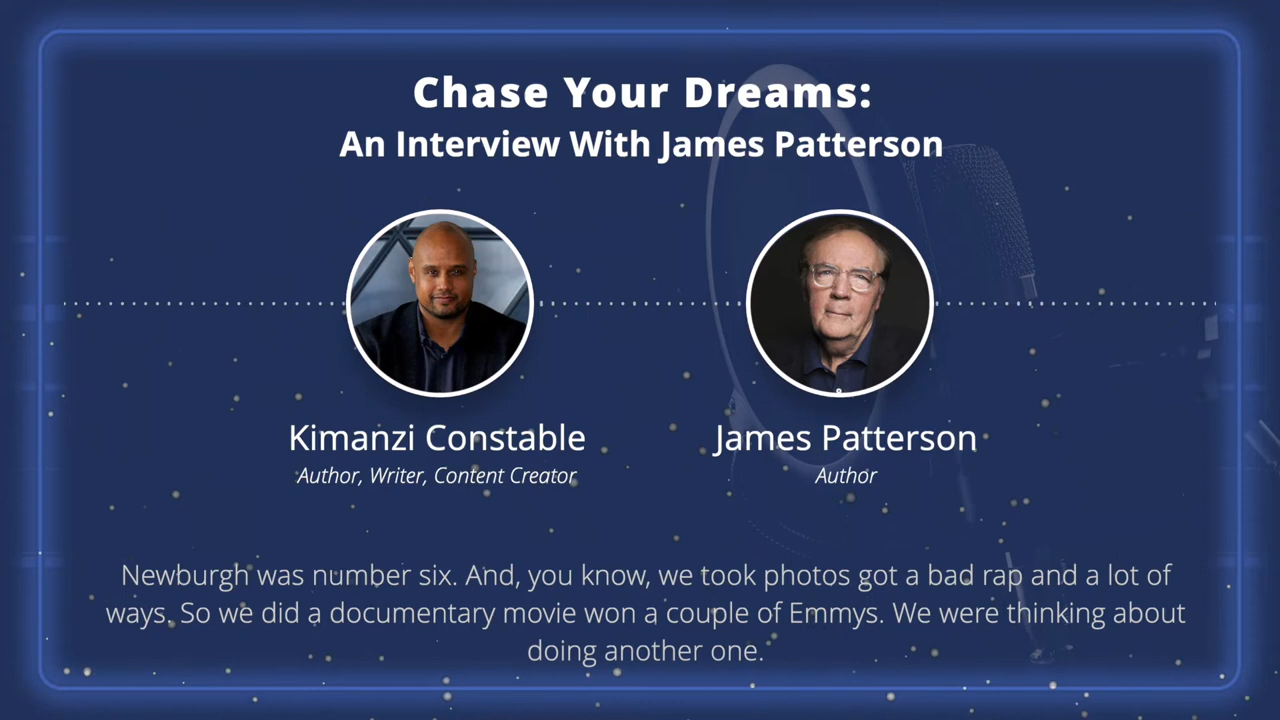 Chase Your Dreams:
An Interview With James Patterson
Kimanzi Constable
James Patterson
Author, Writer, Content Creator
Author
Newburgh was number six. And, you know, we took photos got a bad rap and a lot of
ways. So we did a documentary movie won a couple of Emmys. We were thinking about
doing another one.